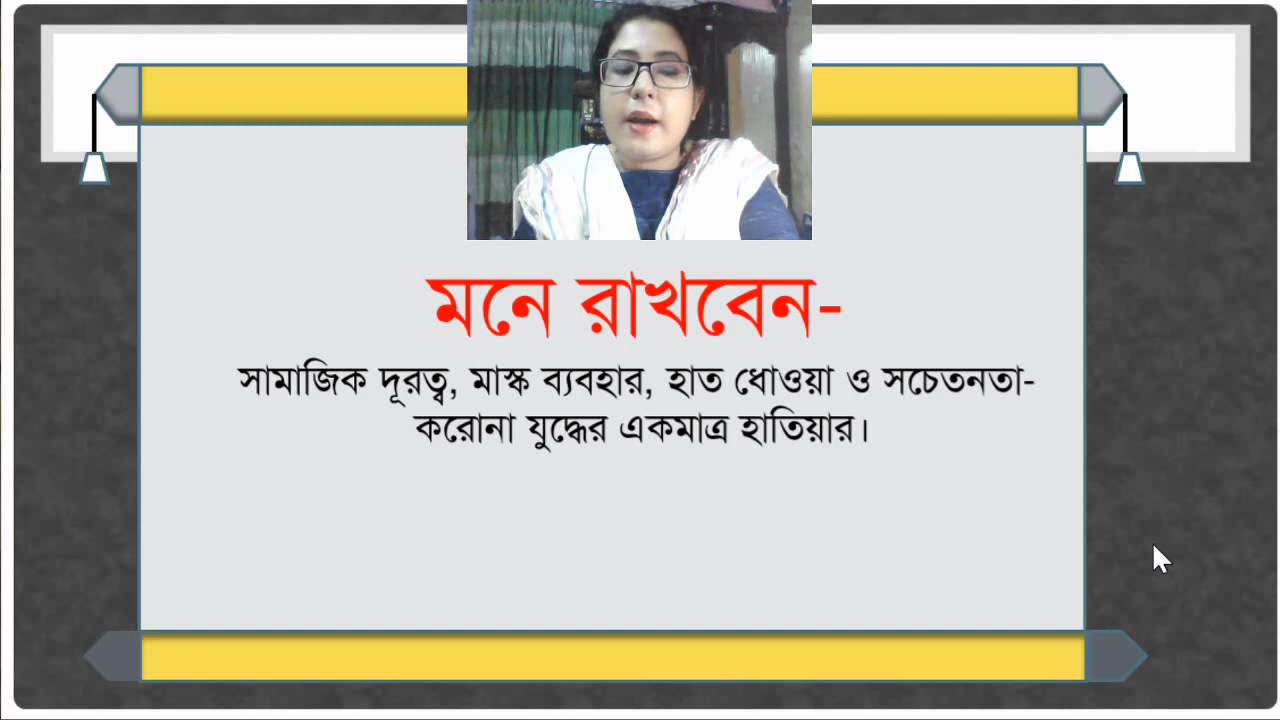 মনে রাখবেন-
সামাজিক দূরত্ব, মাস্ক ব্যবহার, হাত ধোওয়া ও সচেতনতা-
করোনা যুদ্ধের একমাত্র হাতিয়ার।